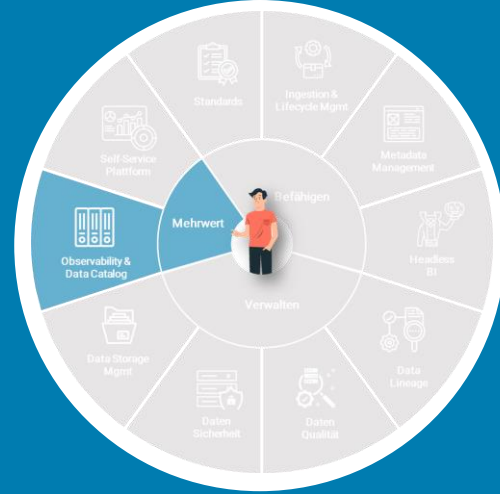 Standards
Ingestion &
Lifecycle Mgmt
Self-Service
Plattform
Metadata
Management
Befähigen
Mehrwert
Observability &
Data Catalog
Headless
BI
Verwalten
Data Storage
Mgmt
Data
Lineage
Daten
Sicherheit
Daten
Qualität